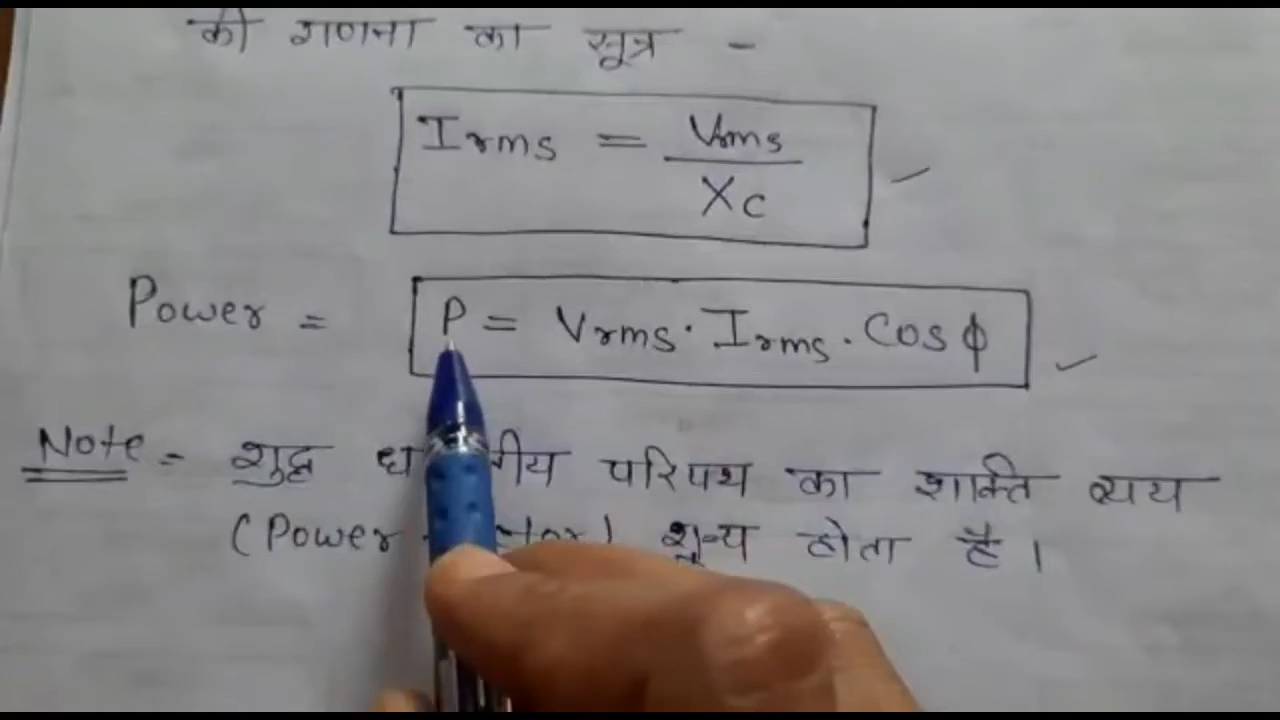 की गणना का सूत्र -
Irms = Vrms / Xc
Power = P = Vrms · Irms · Cos ϕ
Note = शुद्ध परिपथ का शक्ति व्यय
(Power शून्य होता है।